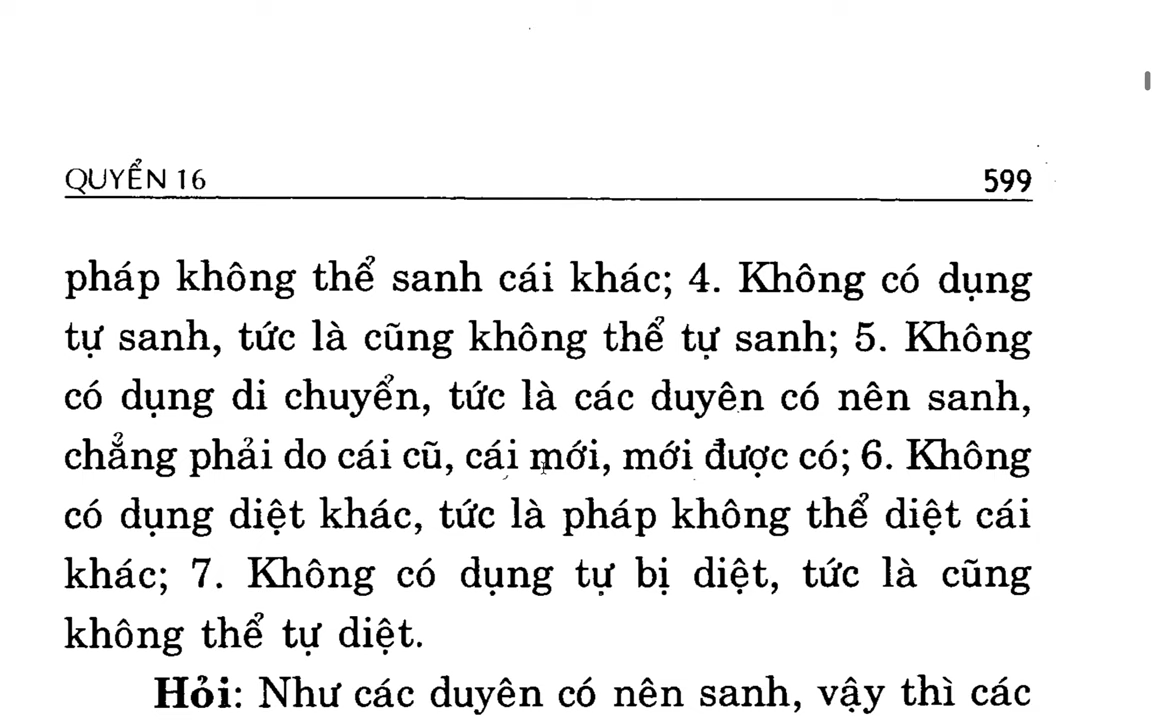 QUYỂN 16 599
pháp không thể sanh cái khác; 4. Không có dụng
tự sanh, tức là cũng không thể tự sanh; 5. Không
có dụng di chuyển, tức là các duyên có nên sanh,
chẳng phải do cái cũ, cái mới, mới được có; 6. Không
có dụng diệt khác, tức là pháp không thể diệt cái
khác; 7. Không có dụng tự bị diệt, tức là cũng
không thể tự diệt.
Hỏi: Như các duyên có nên sanh, vậy thì các